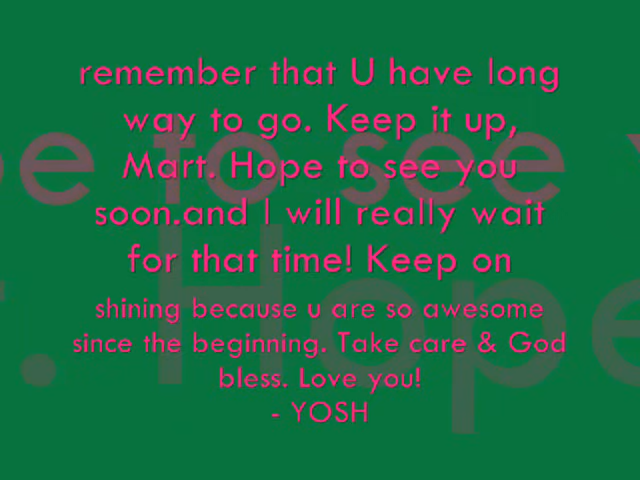 remember that U have long
way to go. Keep it up,
Mart. Hope to see you
soon.and I will really wait
for that time! Keep on
shining because u are so awesome
since the beginning. Take care & God
bless. Love you!
- YOSH